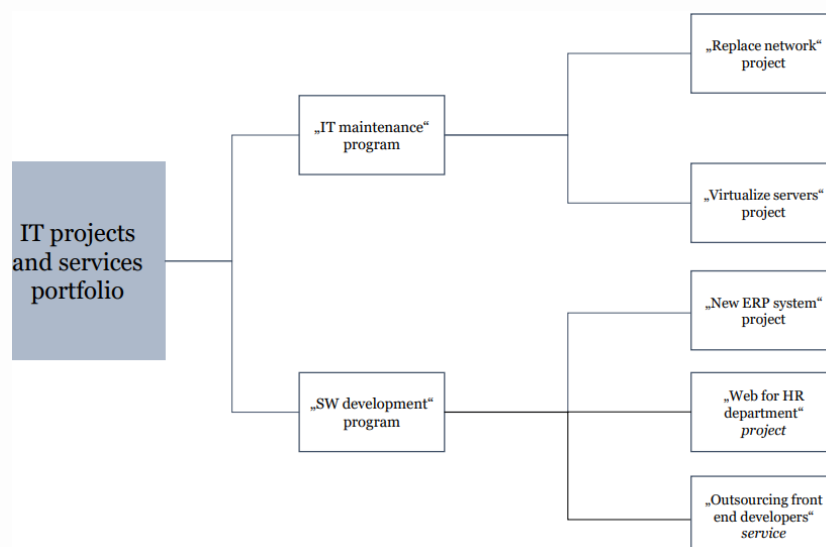 „Replace network“
project
„IT maintenance“
program
„Virtualize servers“
project
IT projects
and services
portfolio
„New ERP system“
project
„SW development“
program
„Web for HR
department“
project
„Outsourcing front
end developers“
service